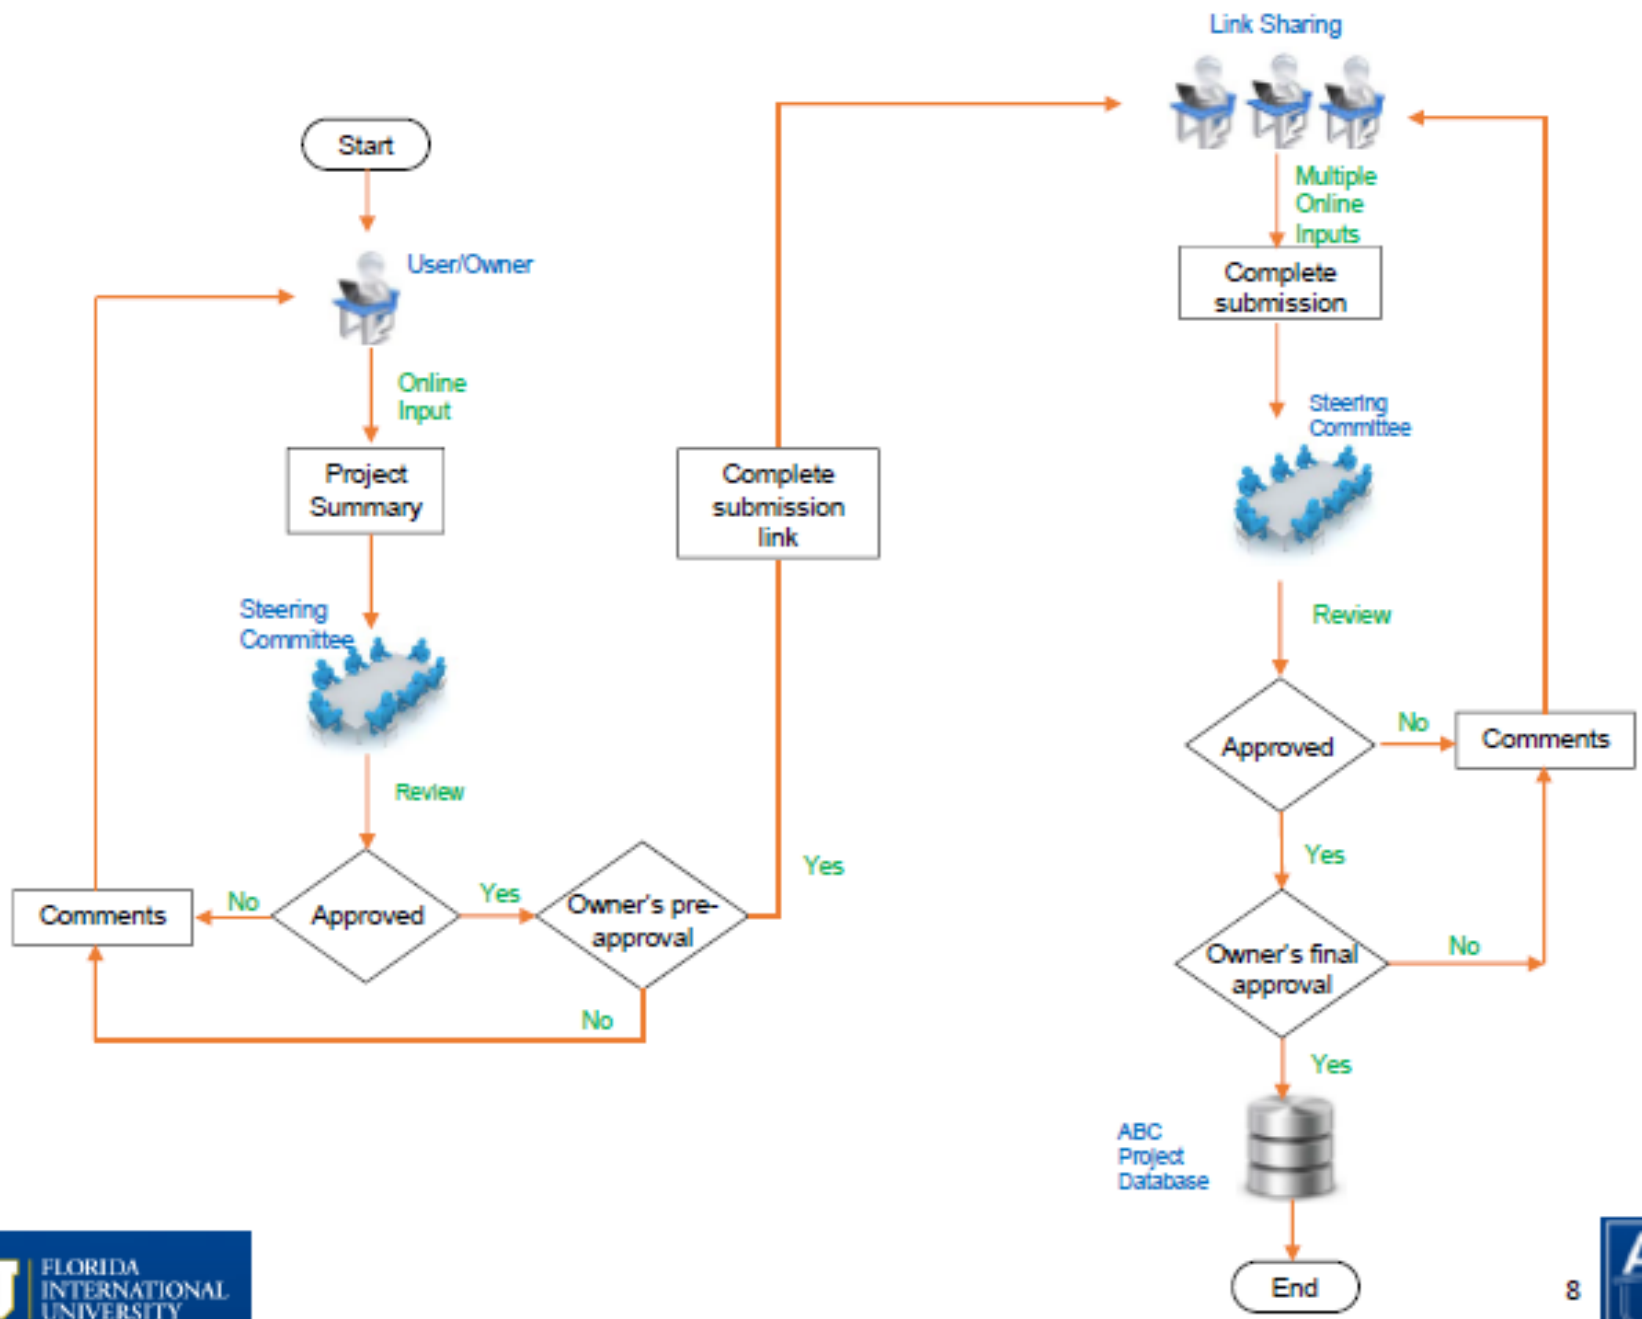 Start
User/Owner
Online
Input
Project
Summary
Steering
Committee
Review
Approved
No
Comments
Yes
Owner's pre-
approval
No
Yes
Complete
submission
link
Link Sharing
Multiple
Online
Inputs
Complete
submission
Steering
Committee
Review
Approved
No
Comments
Yes
Owner's final
approval
No
Yes
ABC
Project
Database
End
FLORIDA
INTERNATIONAL
UNIVERSITY
8